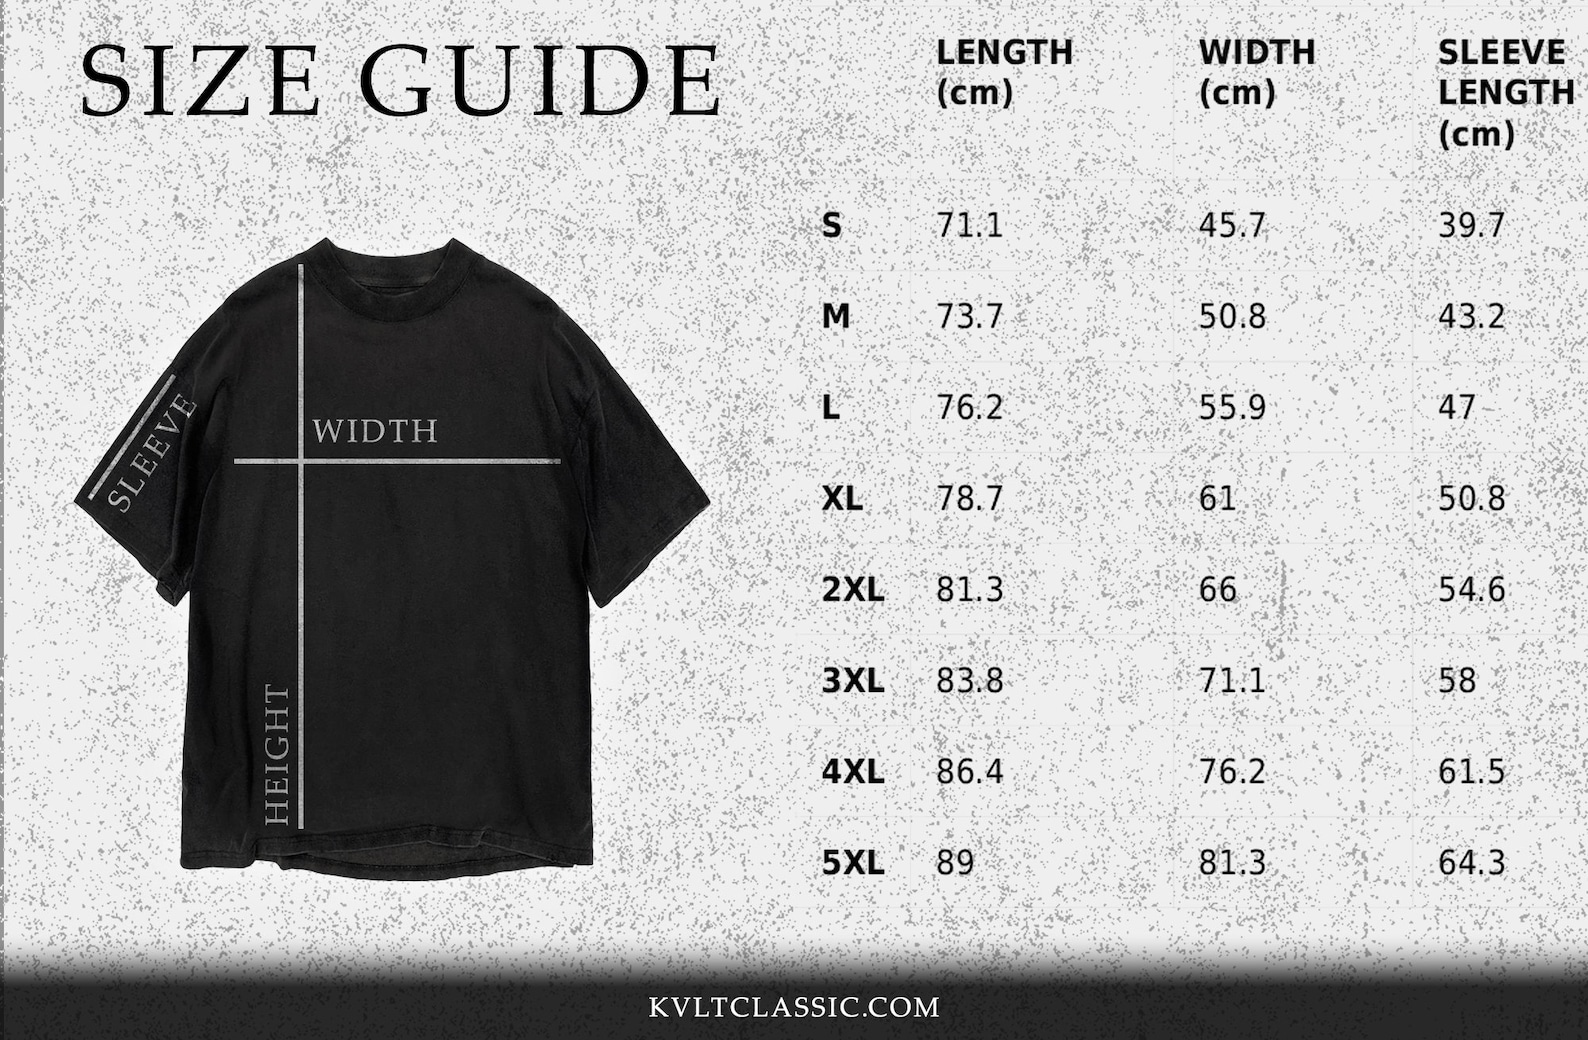 SIZE GUIDE
WIDTH
SLEEVE
HEIGHT
LENGTH (cm) WIDTH (cm) SLEEVE LENGTH (cm)
S 71.1 45.7 39.7
M 73.7 50.8 43.2
L 76.2 55.9 47
XL 78.7 61 50.8
2XL 81.3 66 54.6
3XL 83.8 71.1 58
4XL 86.4 76.2 61.5
5XL 89 81.3 64.3
KVLTCLASSIC.COM